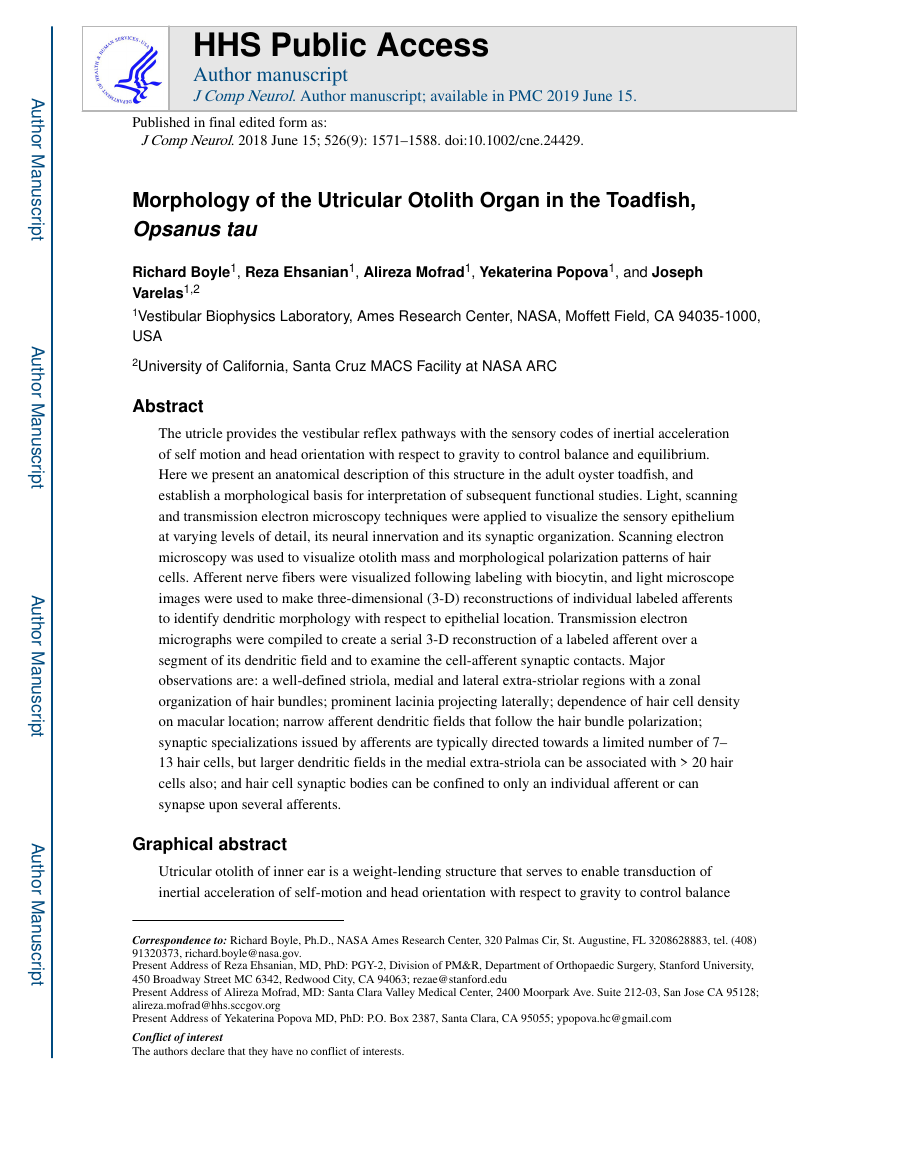 HHS Public Access
Author manuscript
J Comp Neurol. Author manuscript; available in PMC 2019 June 15.
DEPARTMENT OF HEALTH & HUMAN SERVICES · USA
Published in final edited form as:
J Comp Neurol. 2018 June 15; 526(9): 1571–1588. doi:10.1002/cne.24429.
Morphology of the Utricular Otolith Organ in the Toadfish,
Opsanus tau
Richard Boyle1, Reza Ehsanian1, Alireza Mofrad1, Yekaterina Popova1, and Joseph
Varelas1,2
1Vestibular Biophysics Laboratory, Ames Research Center, NASA, Moffett Field, CA 94035-1000,
USA
2University of California, Santa Cruz MACS Facility at NASA ARC
Abstract
The utricle provides the vestibular reflex pathways with the sensory codes of inertial acceleration
of self motion and head orientation with respect to gravity to control balance and equilibrium.
Here we present an anatomical description of this structure in the adult oyster toadfish, and
establish a morphological basis for interpretation of subsequent functional studies. Light, scanning
and transmission electron microscopy techniques were applied to visualize the sensory epithelium
at varying levels of detail, its neural innervation and its synaptic organization. Scanning electron
microscopy was used to visualize otolith mass and morphological polarization patterns of hair
cells. Afferent nerve fibers were visualized following labeling with biocytin, and light microscope
images were used to make three-dimensional (3-D) reconstructions of individual labeled afferents
to identify dendritic morphology with respect to epithelial location. Transmission electron
micrographs were compiled to create a serial 3-D reconstruction of a labeled afferent over a
segment of its dendritic field and to examine the cell-afferent synaptic contacts. Major
observations are: a well-defined striola, medial and lateral extra-striolar regions with a zonal
organization of hair bundles; prominent lacinia projecting laterally; dependence of hair cell density
on macular location; narrow afferent dendritic fields that follow the hair bundle polarization;
synaptic specializations issued by afferents are typically directed towards a limited number of 7–
13 hair cells, but larger dendritic fields in the medial extra-striola can be associated with > 20 hair
cells also; and hair cell synaptic bodies can be confined to only an individual afferent or can
synapse upon several afferents.
Graphical abstract
Utricular otolith of inner ear is a weight-lending structure that serves to enable transduction of
inertial acceleration of self-motion and head orientation with respect to gravity to control balance
Correspondence to: Richard Boyle, Ph.D., NASA Ames Research Center, 320 Palmas Cir, St. Augustine, FL 3208628883, tel. (408)
91320373, richard.boyle@nasa.gov.
Present Address of Reza Ehsanian, MD, PhD: PGY-2, Division of PM&R, Department of Orthopaedic Surgery, Stanford University,
450 Broadway Street MC 6342, Redwood City, CA 94063; rezae@stanford.edu
Present Address of Alireza Mofrad, MD: Santa Clara Valley Medical Center, 2400 Moorpark Ave. Suite 212-03, San Jose CA 95128;
alireza.mofrad@hhs.sccgov.org
Present Address of Yekaterina Popova MD, PhD: P.O. Box 2387, Santa Clara, CA 95055; ypopova.hc@gmail.com
Conflict of interest
The authors declare that they have no conflict of interests.
Author Manuscript
Author Manuscript
Author Manuscript
Author Manuscript